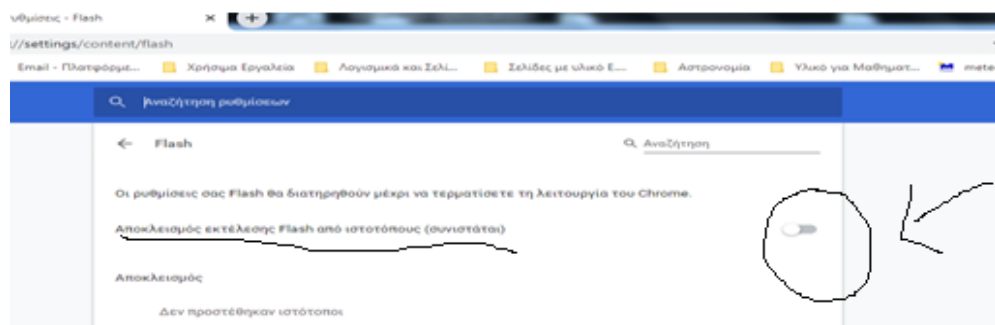 υθμίσεις - Flash
//settings/content/flash
Email - Πλατφόρμε... Χρήσιμα Εργαλεία Λογισμικά και Σελί... Σελίδες με υλικό Ε... Αστρονομία Υλικό για Μαθηματ... mete
Αναζήτηση ρυθμίσεων
Flash Αναζήτηση
Οι ρυθμίσεις σας Flash θα διατηρηθούν μέχρι να τερματίσετε τη λειτουργία του Chrome.
Αποκλεισμός εκτέλεσης Flash από ιστοτόπους (συνιστάται)
Αποκλεισμός
Δεν προστέθηκαν ιστότοποι